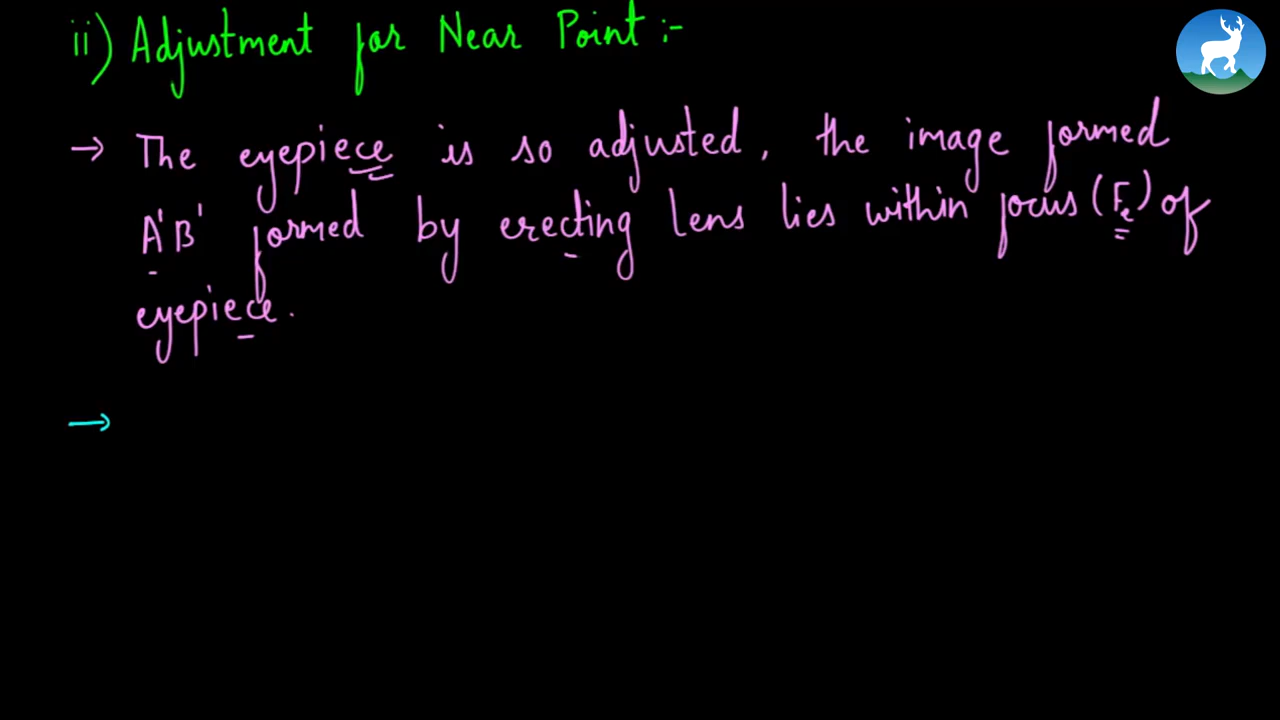 ii) Adjustment for Near Point :-
→ The eyepiece is so adjusted, the image formed
A'B' formed by erecting lens lies within focus (Fe) of
eyepiece.
→